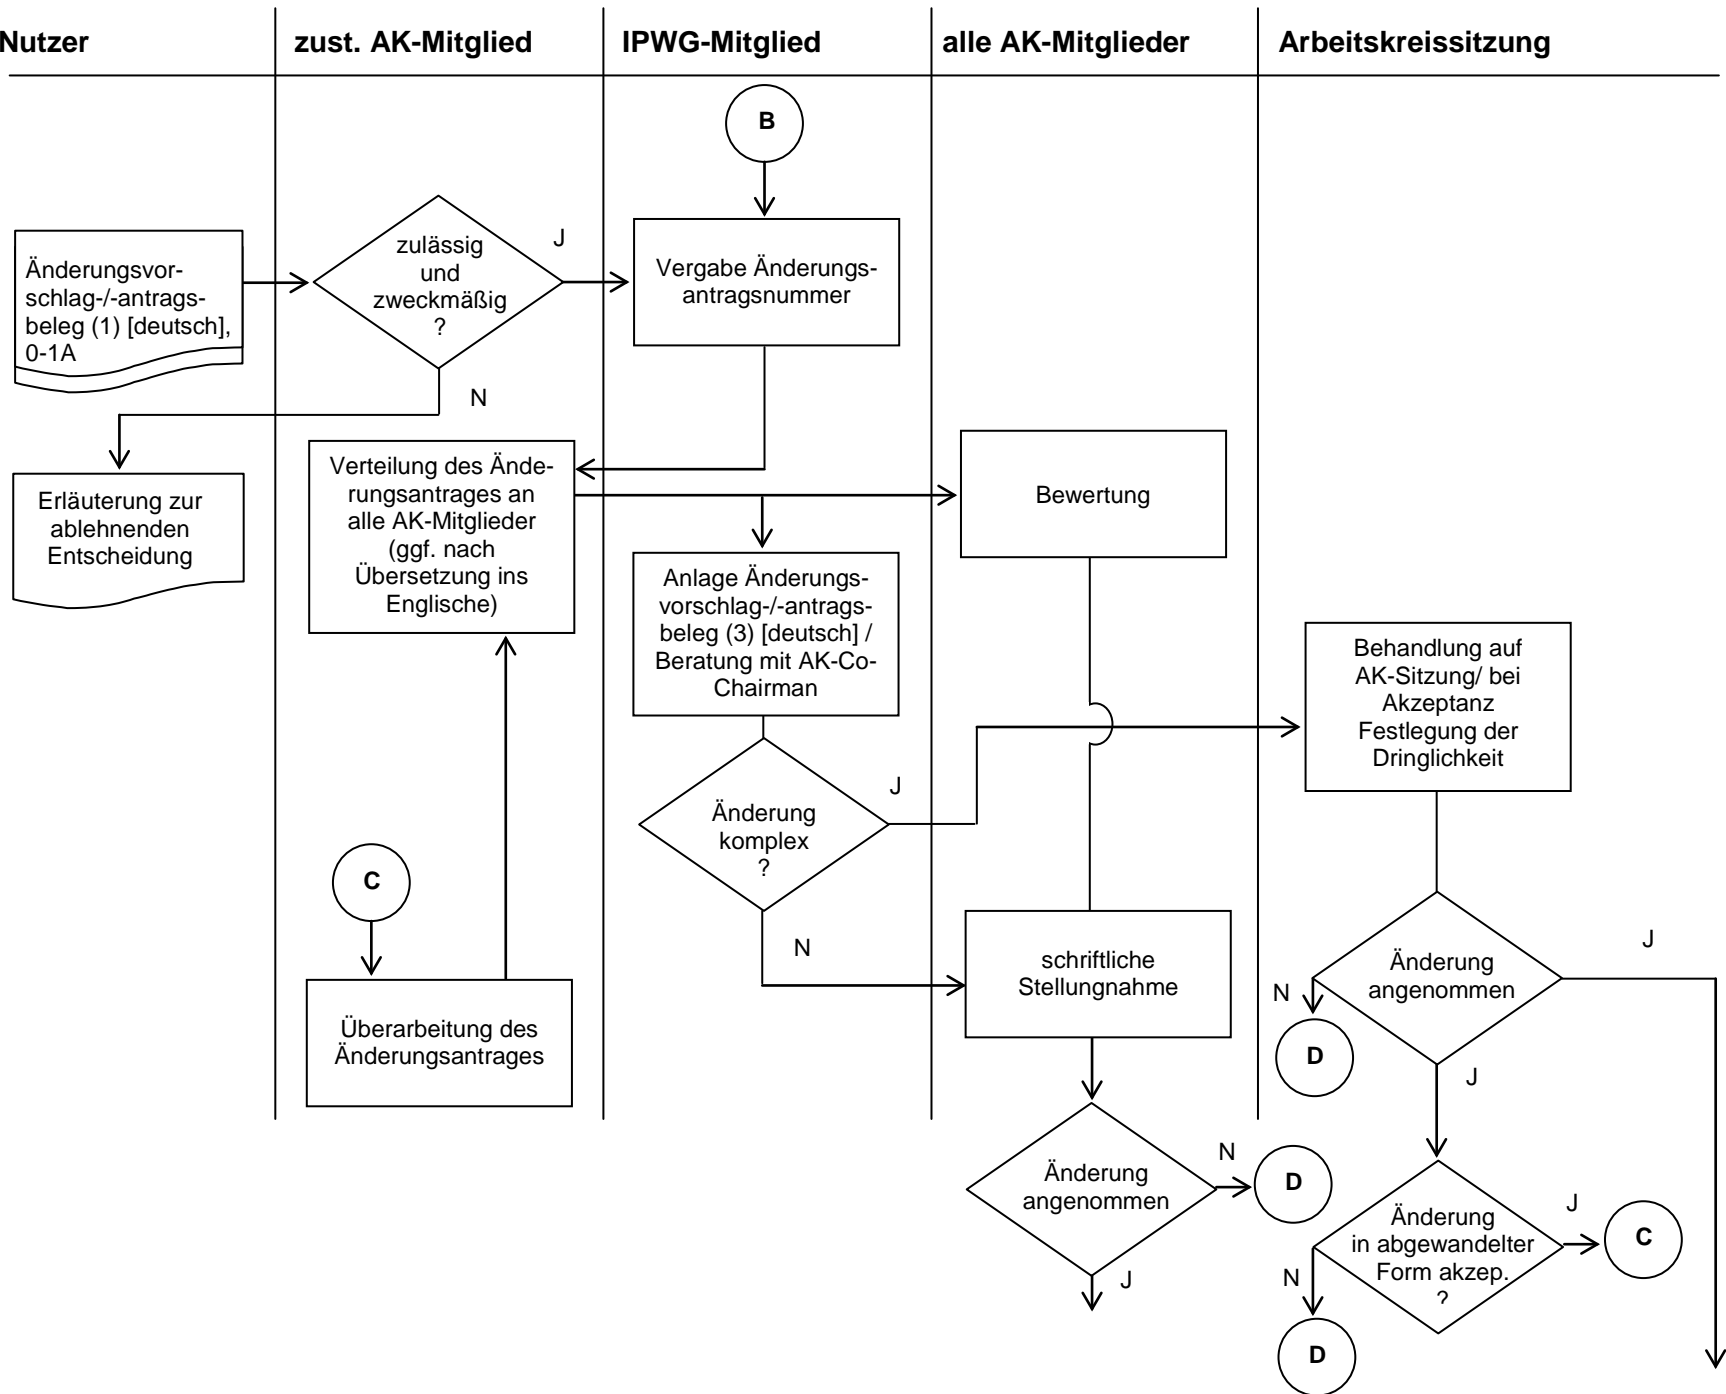 Nutzer
zust. AK-Mitglied
IPWG-Mitglied
alle AK-Mitglieder
Arbeitskreissitzung
B
Änderungsvor-
schlag-/-antrags-
beleg (1) [deutsch],
0-1A
zulässig
und
zweckmäßig
?
J
N
Vergabe Änderungs-
antragsnummer
Erläuterung zur
ablehnenden
Entscheidung
Verteilung des Ände-
rungsantrages an
alle AK-Mitglieder
(ggf. nach
Übersetzung ins
Englische)
Bewertung
Anlage Änderungs-
vorschlag-/-antrags-
beleg (3) [deutsch] /
Beratung mit AK-Co-
Chairman
Behandlung auf
AK-Sitzung/ bei
Akzeptanz
Festlegung der
Dringlichkeit
Änderung
komplex
?
J
N
C
Überarbeitung des
Änderungsantrages
schriftliche
Stellungnahme
Änderung
angenommen
J
N
D
J
Änderung
angenommen
N
D
J
Änderung
in abgewandelter
Form akzep.
?
J
C
N
D